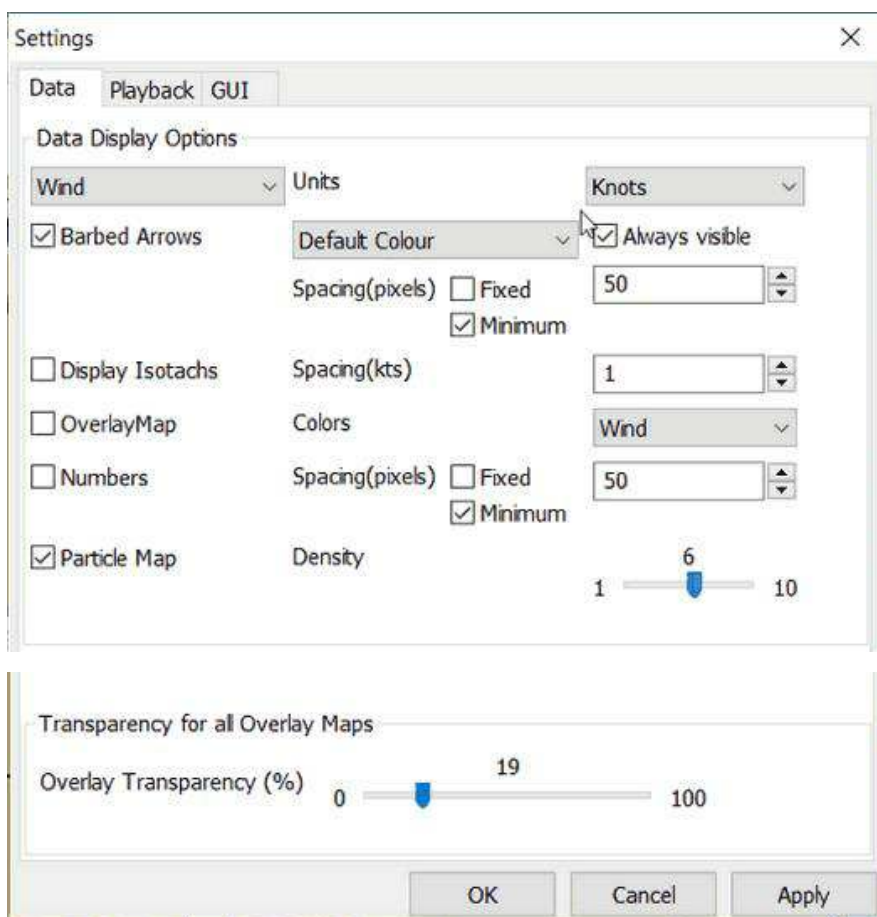 Settings
Data Playback GUI
Data Display Options
Wind Units Knots
Barbed Arrows Default Colour Always visible
Spacing(pixels) Fixed 50
Minimum
Display Isotachs Spacing(kts) 1
OverlayMap Colors Wind
Numbers Spacing(pixels) Fixed 50
Minimum
Particle Map Density 6
1 10
Transparency for all Overlay Maps
Overlay Transparency (%) 19
0 100
OK Cancel Apply